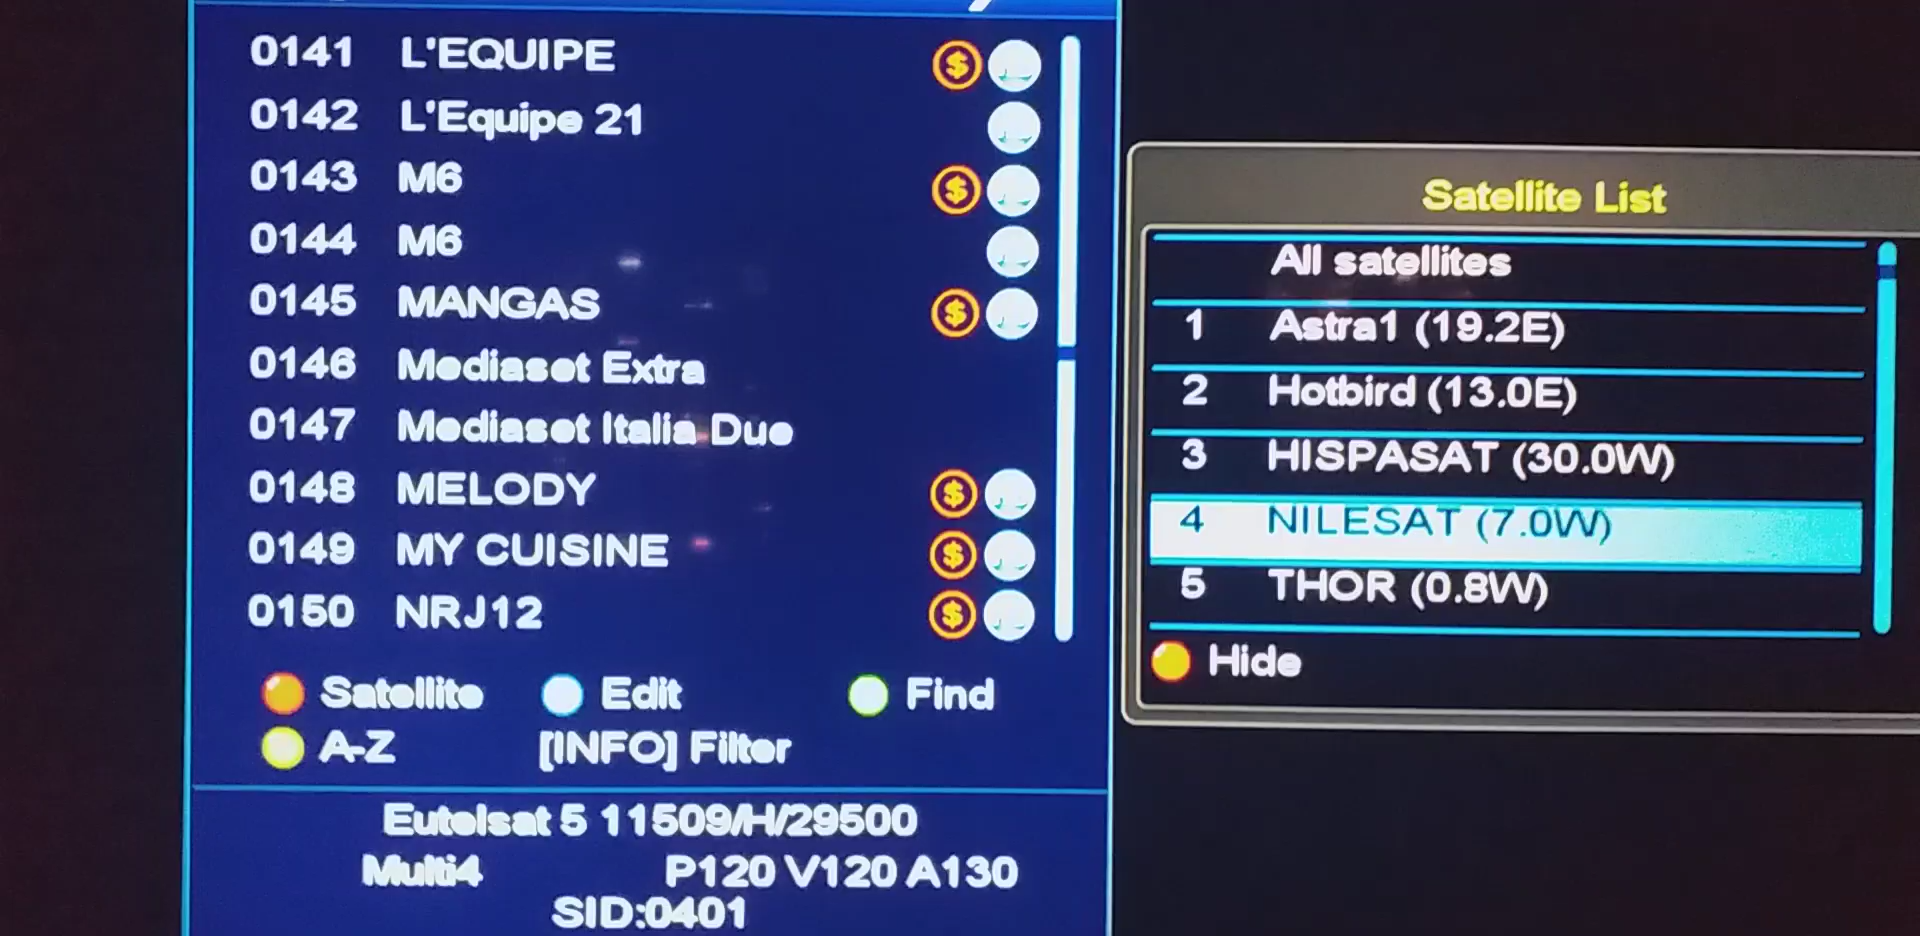 0141 L'EQUIPE $
0142 L'Equipe 21
0143 M6 $
0144 M6
0145 MANGAS $
0146 Mediaset Extra
0147 Mediaset Italia Due
0148 MELODY $
0149 MY CUISINE $
0150 NRJ12 $
Satellite Edit Find
A-Z [INFO] Filter
Eutelsat 5 11509/H/29500
Multi4 P120 V120 A130
SID:0401
Satellite List
All satellites
1 Astra1 (19.2E)
2 Hotbird (13.0E)
3 HISPASAT (30.0W)
4 NILESAT (7.0W)
5 THOR (0.8W)
Hide